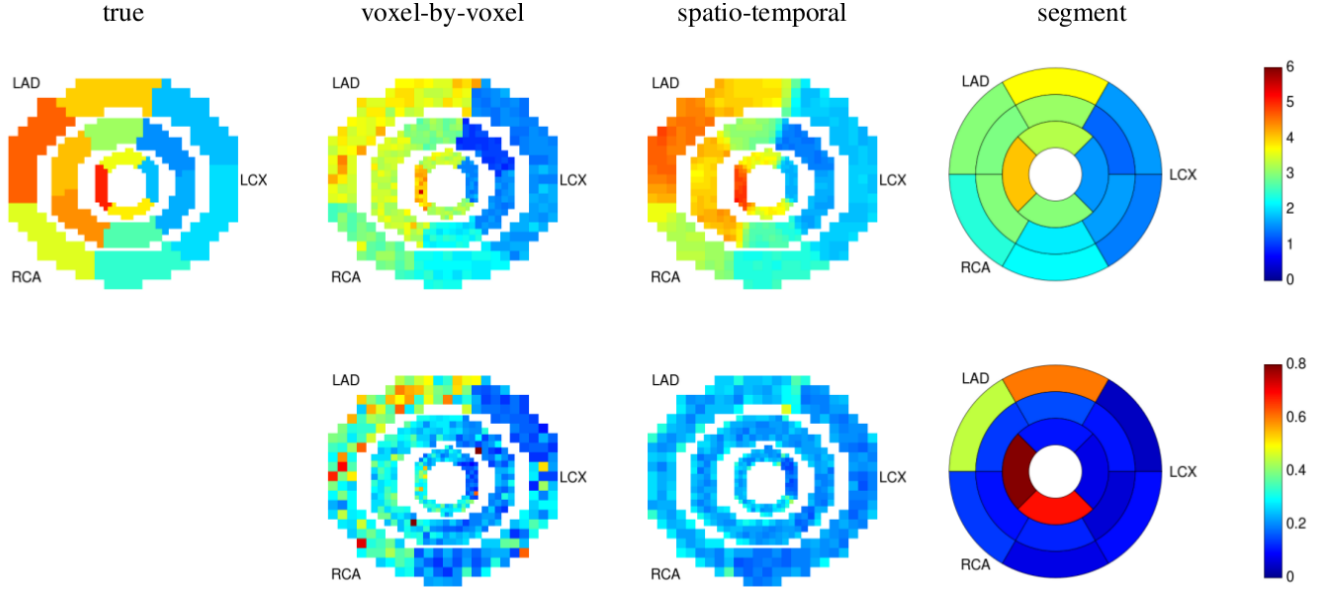 true voxel-by-voxel spatio-temporal segment
LAD LAD LAD LAD 6
5
4
LCX LCX LCX LCX 3
2
1
RCA RCA RCA RCA 0
LAD LAD LAD 0.8
0.6
LCX LCX LCX 0.4
0.2
RCA RCA RCA 0